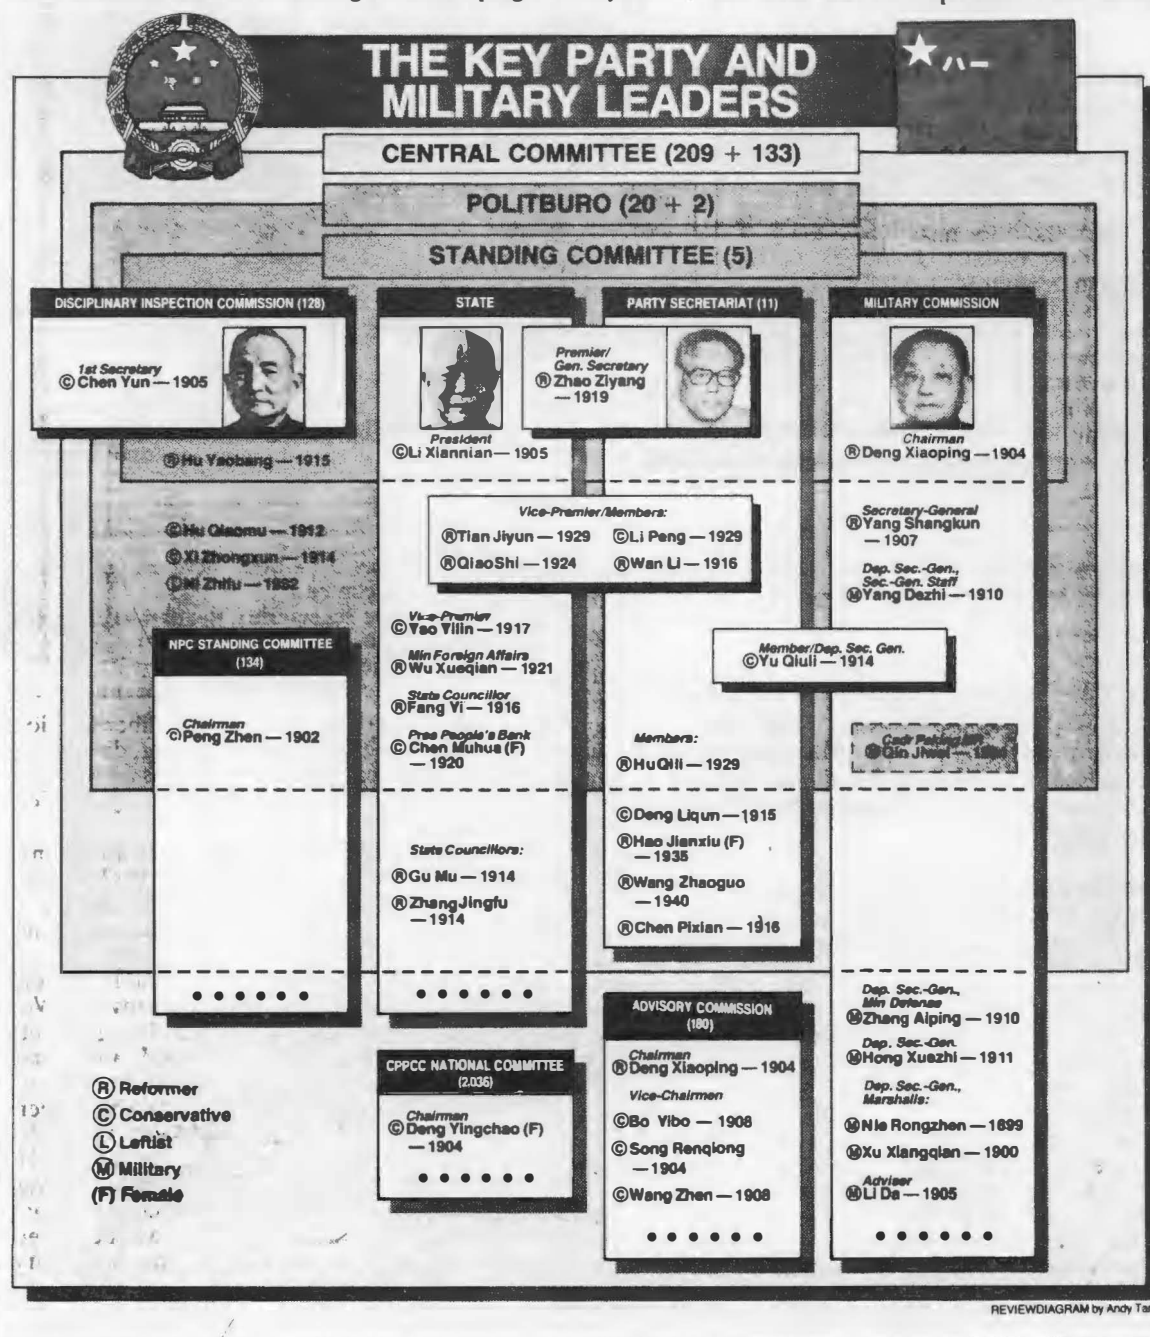 THE KEY PARTY AND
MILITARY LEADERS
八一
CENTRAL COMMITTEE (209 + 133)
POLITBURO (20 + 2)
STANDING COMMITTEE (5)
DISCIPLINARY INSPECTION COMMISSION (128)
1st Secretary
Ⓒ Chen Yun — 1905
Ⓡ Hu Yaobang — 1915
Ⓒ Hu Qiaomu — 1912
Ⓒ Xi Zhongxun — 1914
Ni Zhifu —
NPC STANDING COMMITTEE
(134)
Chairman
Ⓒ Peng Zhen — 1902
• • • • • •
STATE
President
Ⓒ Li Xiannian — 1905
Premier/
Gen. Secretary
Ⓡ Zhao Ziyang
— 1919
Vice-Premier/Members:
Ⓡ Tian Jiyun — 1929
Ⓒ Li Peng — 1929
Ⓡ QiaoShi — 1924
Ⓡ Wan Li — 1916
Vice-Premier
Ⓒ Yao Yilin — 1917
Min Foreign Affairs
Ⓡ Wu Xueqian — 1921
State Councillor
Ⓡ Fang Yi — 1916
Pres People's Bank
Ⓒ Chen Muhua (F)
— 1920
State Councillors:
Ⓡ Gu Mu — 1914
Ⓡ Zhang Jingfu
— 1914
• • • • • •
CPPCC NATIONAL COMMITTEE
(2,036)
Chairman
Ⓒ Deng Yingchao (F)
— 1904
• • • • • •
PARTY SECRETARIAT (11)
Member/Dep. Sec. Gen.
Ⓒ Yu Qiuli — 1914
Members:
Ⓡ Hu Qili — 1929
Ⓒ Deng Liqun — 1915
Ⓡ Hao Jianxiu (F)
— 1935
Ⓡ Wang Zhaoguo
— 1940
Ⓡ Chen Pixian — 1916
ADVISORY COMMISSION
(180)
Chairman
Ⓡ Deng Xiaoping — 1904
Vice-Chairmen
Ⓒ Bo Yibo — 1908
Ⓒ Song Renqiong
— 1904
Ⓒ Wang Zhen — 1908
• • • • • •
MILITARY COMMISSION
Chairman
Ⓡ Deng Xiaoping — 1904
Secretary-General
Ⓡ Yang Shangkun
— 1907
Dep. Sec.-Gen.,
Sec.-Gen. Staff
Ⓜ Yang Dezhi — 1910
Qin Jiwei —
Dep. Sec.-Gen.,
Min Defense
Ⓜ Zhang Aiping — 1910
Dep. Sec.-Gen.
Ⓜ Hong Xuezhi — 1911
Dep. Sec.-Gen.,
Marshalls:
Ⓜ Nie Rongzhen — 1899
Ⓜ Xu Xiangqian — 1900
Adviser
Ⓜ Li Da — 1905
• • • • • •
Ⓡ Reformer
Ⓒ Conservative
Ⓛ Leftist
Ⓜ Military
(F) Female
REVIEWDIAGRAM by Andy